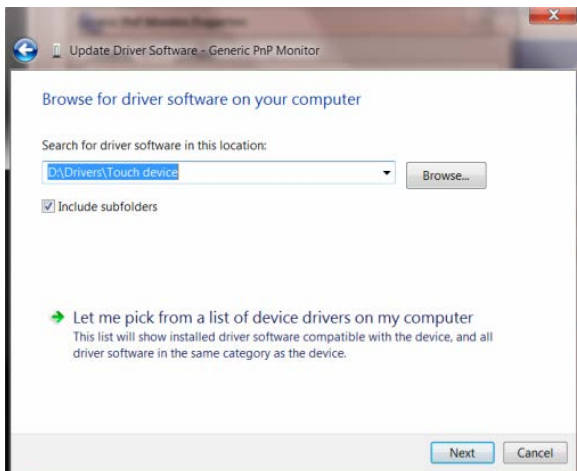 Update Driver Software - Generic PnP Monitor
Browse for driver software on your computer
Search for driver software in this location:
D:\Drivers\Touch device
Browse...
Include subfolders
Let me pick from a list of device drivers on my computer
This list will show installed driver software compatible with the device, and all
driver software in the same category as the device.
Next
Cancel